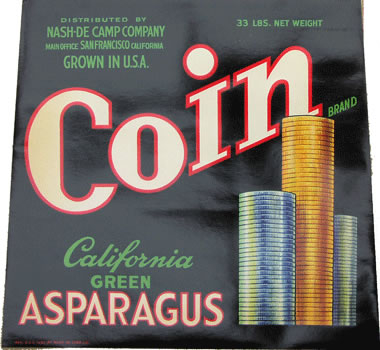 DISTRIBUTED BY
NASH-DE CAMP COMPANY
MAIN OFFICE: SAN FRANCISCO CALIFORNIA
GROWN IN U.S.A.
33 LBS. NET WEIGHT
Coin
BRAND
California
GREEN
ASPARAGUS